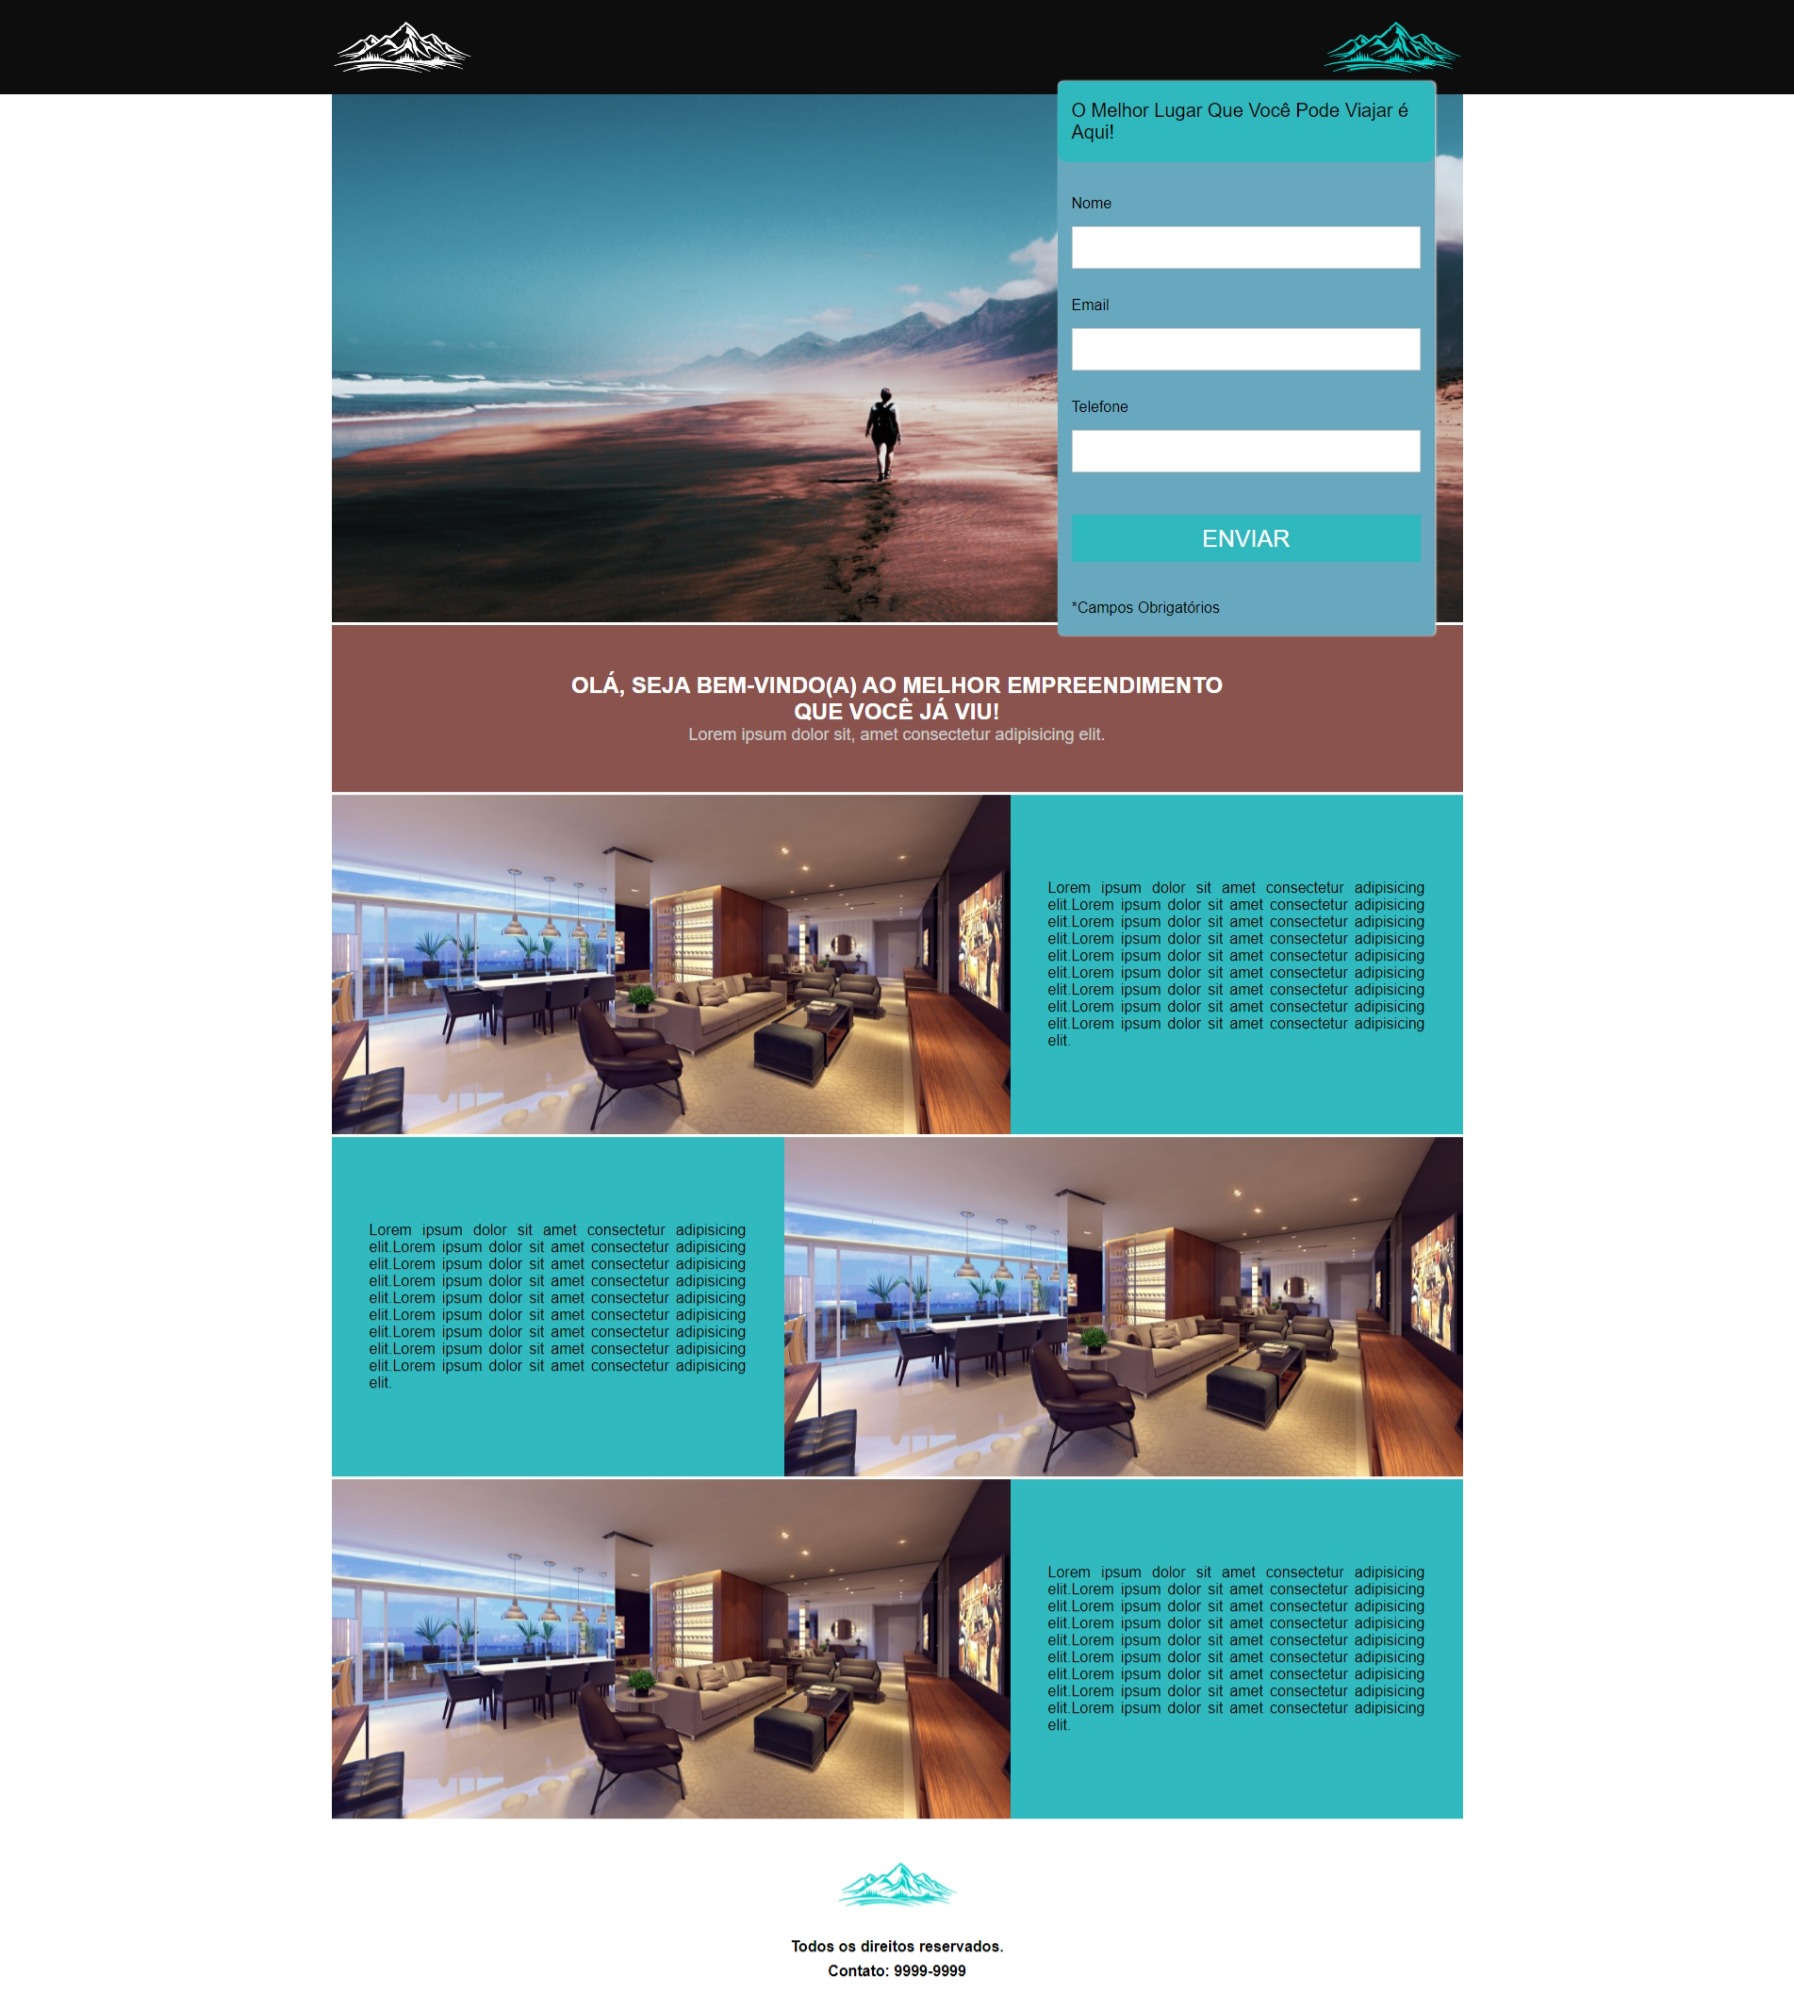 O Melhor Lugar Que Você Pode Viajar é
Aqui!
Nome
Email
Telefone
ENVIAR
*Campos Obrigatórios
OLÁ, SEJA BEM-VINDO(A) AO MELHOR EMPREENDIMENTO
QUE VOCÊ JÁ VIU!
Lorem ipsum dolor sit, amet consectetur adipisicing elit.
Lorem ipsum dolor sit amet consectetur adipisicing
elit.Lorem ipsum dolor sit amet consectetur adipisicing
elit.Lorem ipsum dolor sit amet consectetur adipisicing
elit.Lorem ipsum dolor sit amet consectetur adipisicing
elit.Lorem ipsum dolor sit amet consectetur adipisicing
elit.Lorem ipsum dolor sit amet consectetur adipisicing
elit.Lorem ipsum dolor sit amet consectetur adipisicing
elit.Lorem ipsum dolor sit amet consectetur adipisicing
elit.Lorem ipsum dolor sit amet consectetur adipisicing
elit.
Lorem ipsum dolor sit amet consectetur adipisicing
elit.Lorem ipsum dolor sit amet consectetur adipisicing
elit.Lorem ipsum dolor sit amet consectetur adipisicing
elit.Lorem ipsum dolor sit amet consectetur adipisicing
elit.Lorem ipsum dolor sit amet consectetur adipisicing
elit.Lorem ipsum dolor sit amet consectetur adipisicing
elit.Lorem ipsum dolor sit amet consectetur adipisicing
elit.Lorem ipsum dolor sit amet consectetur adipisicing
elit.Lorem ipsum dolor sit amet consectetur adipisicing
elit.
Lorem ipsum dolor sit amet consectetur adipisicing
elit.Lorem ipsum dolor sit amet consectetur adipisicing
elit.Lorem ipsum dolor sit amet consectetur adipisicing
elit.Lorem ipsum dolor sit amet consectetur adipisicing
elit.Lorem ipsum dolor sit amet consectetur adipisicing
elit.Lorem ipsum dolor sit amet consectetur adipisicing
elit.Lorem ipsum dolor sit amet consectetur adipisicing
elit.Lorem ipsum dolor sit amet consectetur adipisicing
elit.Lorem ipsum dolor sit amet consectetur adipisicing
elit.
Todos os direitos reservados.
Contato: 9999-9999